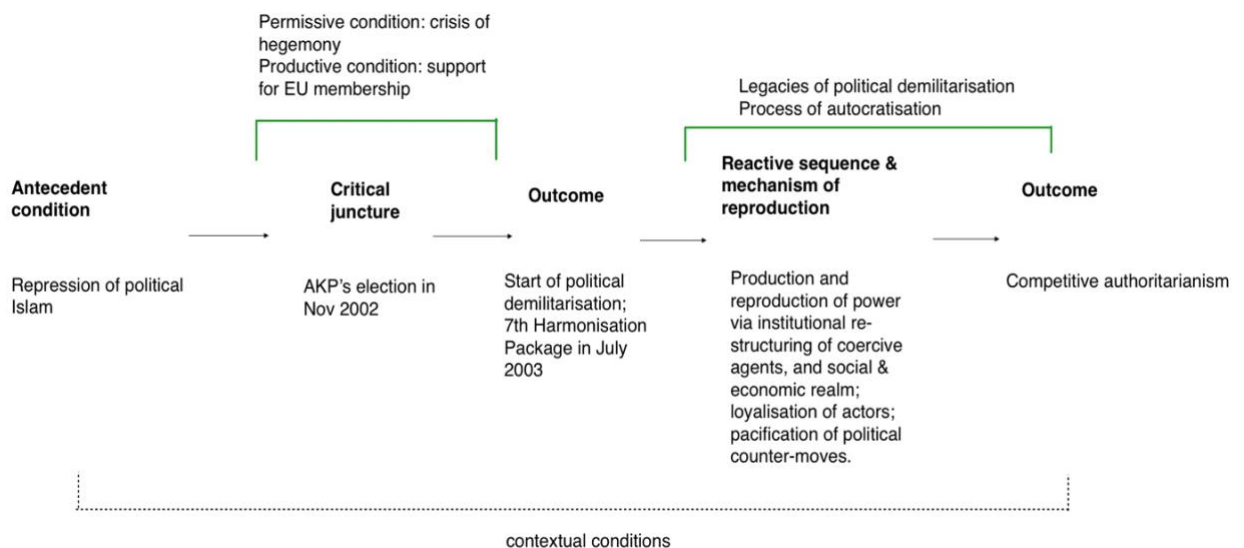 Permissive condition: crisis of
hegemony
Productive condition: support
for EU membership
Legacies of political demilitarisation
Process of autocratisation
Antecedent
condition
Critical
juncture
Outcome
Reactive sequence &
mechanism of
reproduction
Outcome
Repression of political
Islam
AKP's election in
Nov 2002
Start of political
demilitarisation;
7th Harmonisation
Package in July
2003
Production and
reproduction of power
via institutional re-
structuring of coercive
agents, and social &
economic realm;
loyalisation of actors;
pacification of political
counter-moves.
Competitive authoritarianism
contextual conditions